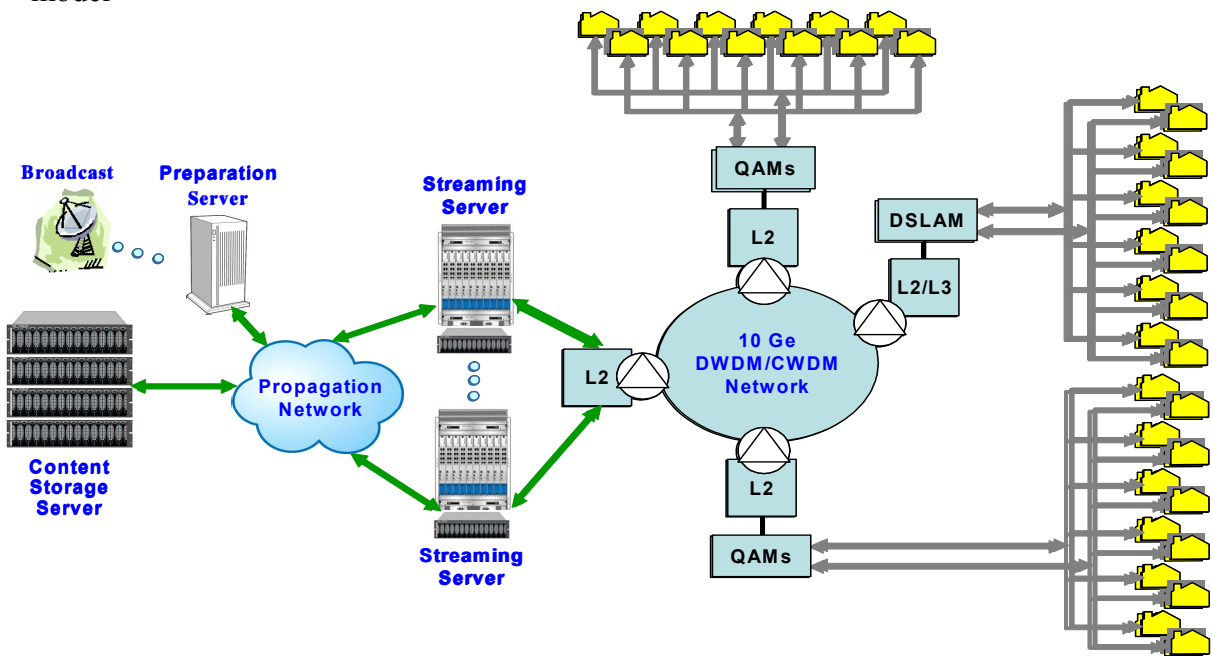 model
Broadcast
Preparation
Server
Streaming
Server
QAMs
L2
DSLAM
L2/L3
10 Ge
DWDM/CWDM
Network
L2
Propagation
Network
Content
Storage
Server
Streaming
Server
L2
QAMs